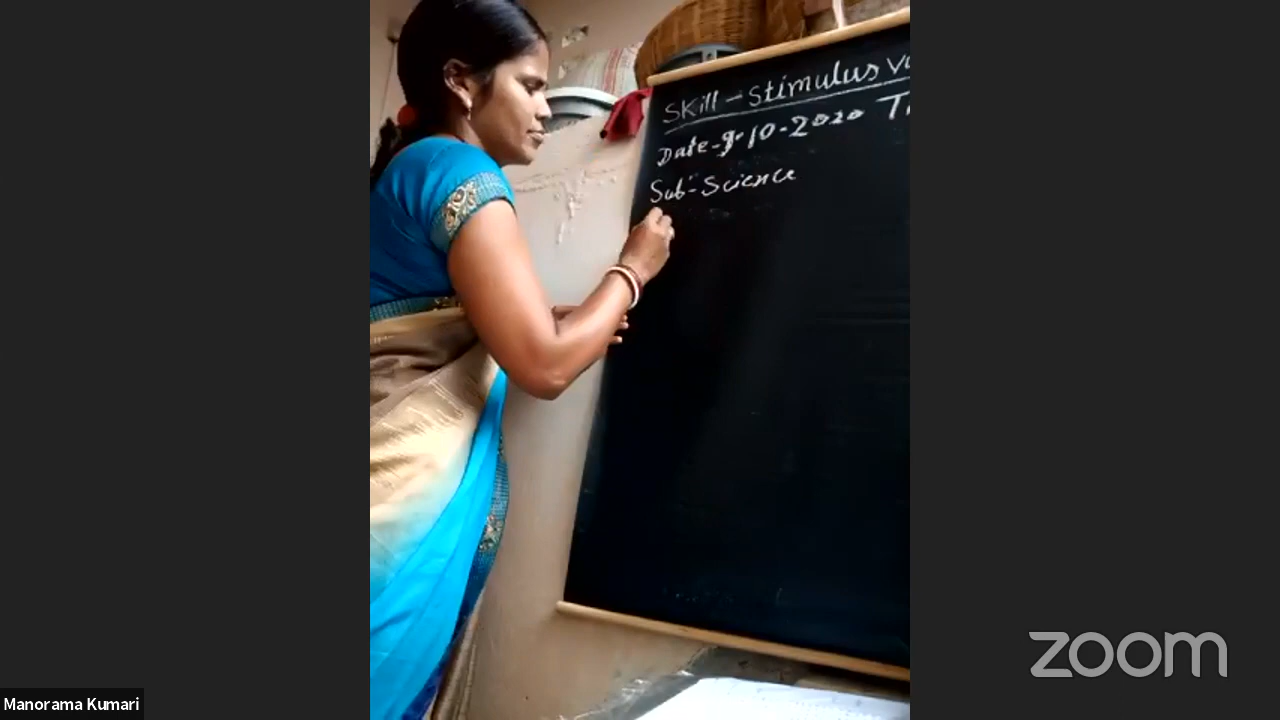 Skill - Stimulus
Date - 9-10-2020
Sub - Science
zoom
Manorama Kumari